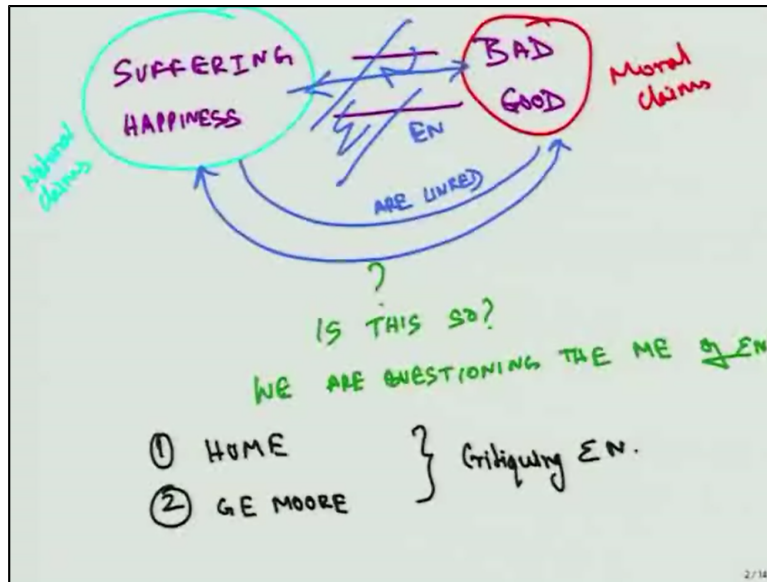 SUFFERING
HAPPINESS
BAD
GOOD
EN
Natural claims
Moral claims
ARE LINKED
?
IS THIS SO?
WE ARE QUESTIONING THE ME of EN
① HUME
② GE MOORE
Critiquing EN.
2/14